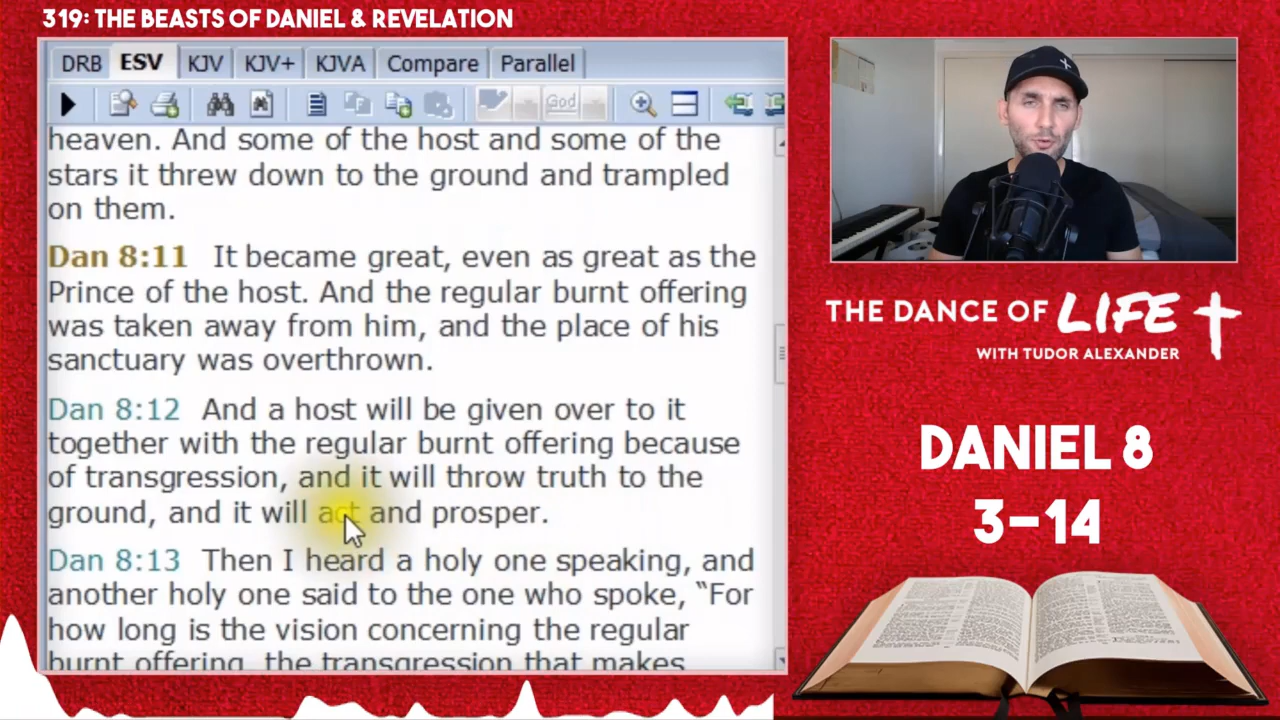 319: THE BEASTS OF DANIEL & REVELATION
DRB ESV KJV KJV+ KJVA Compare Parallel
God
heaven. And some of the host and some of the
stars it threw down to the ground and trampled
on them.
Dan 8:11 It became great, even as great as the
Prince of the host. And the regular burnt offering
was taken away from him, and the place of his
sanctuary was overthrown.
Dan 8:12 And a host will be given over to it
together with the regular burnt offering because
of transgression, and it will throw truth to the
ground, and it will act and prosper.
Dan 8:13 Then I heard a holy one speaking, and
another holy one said to the one who spoke, “For
how long is the vision concerning the regular
burnt offering, the transgression that makes
THE DANCE OF LIFE
WITH TUDOR ALEXANDER
DANIEL 8
3-14